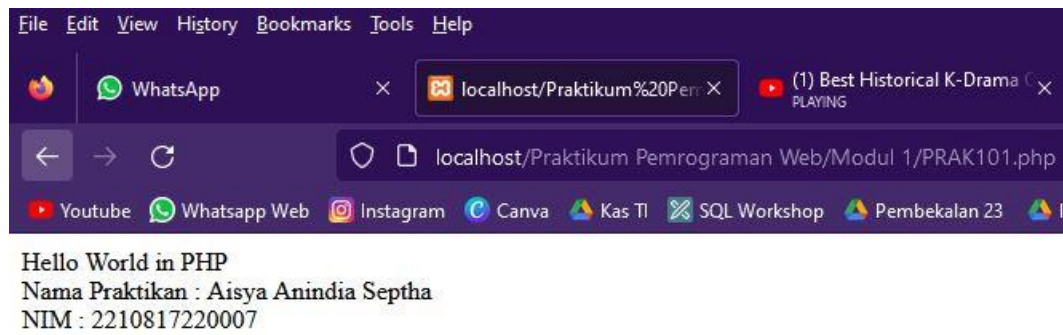 File Edit View History Bookmarks Tools Help
WhatsApp localhost/Praktikum%20Pem (1) Best Historical K-Drama
PLAYING
localhost/Praktikum Pemrograman Web/Modul 1/PRAK101.php
Youtube Whatsapp Web Instagram Canva Kas TI SQL Workshop Pembekalan 23
Hello World in PHP
Nama Praktikan : Aisya Anindia Septha
NIM : 2210817220007